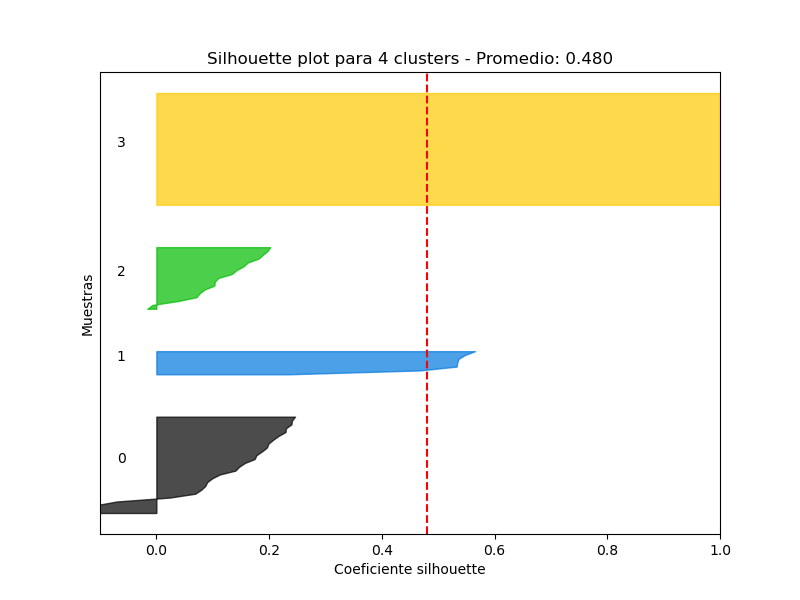 Silhouette plot para 4 clusters - Promedio: 0.480
3
2
1
0
Muestras
0.0 0.2 0.4 0.6 0.8 1.0
Coeficiente silhouette